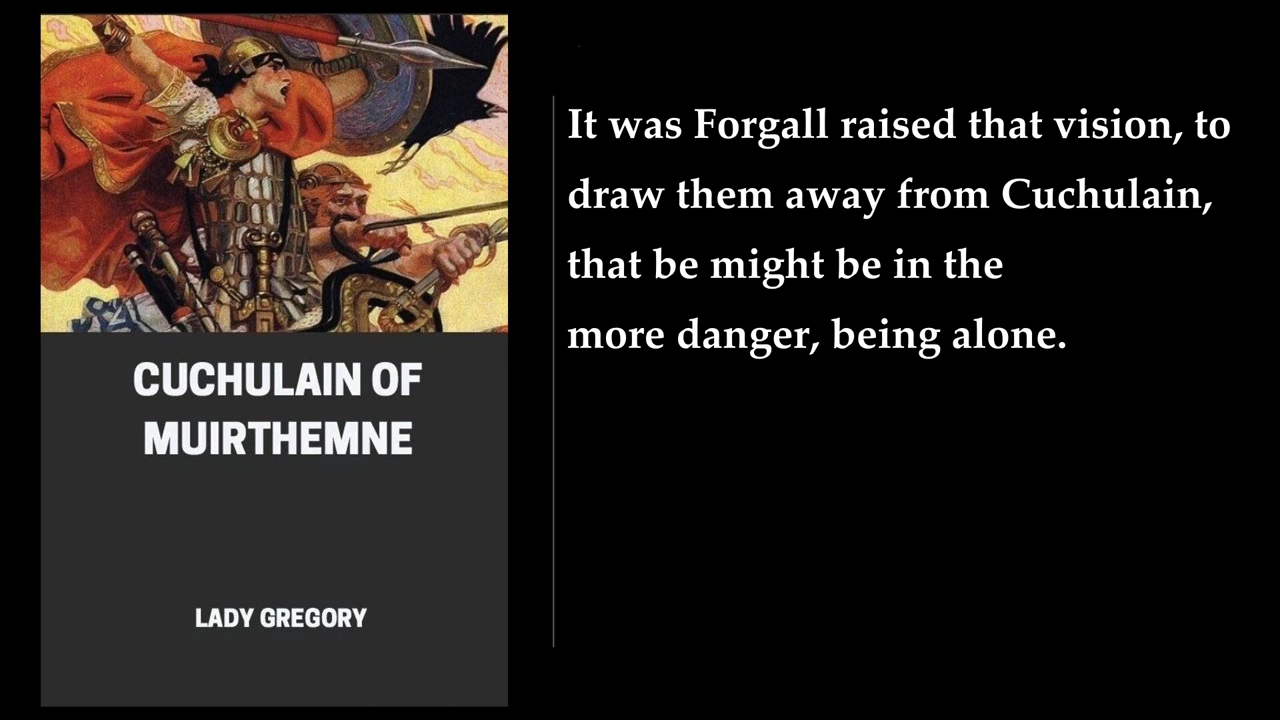 CUCHULAIN OF
MUIRTHEMNE
LADY GREGORY
It was Forgall raised that vision, to
draw them away from Cuchulain,
that be might be in the
more danger, being alone.